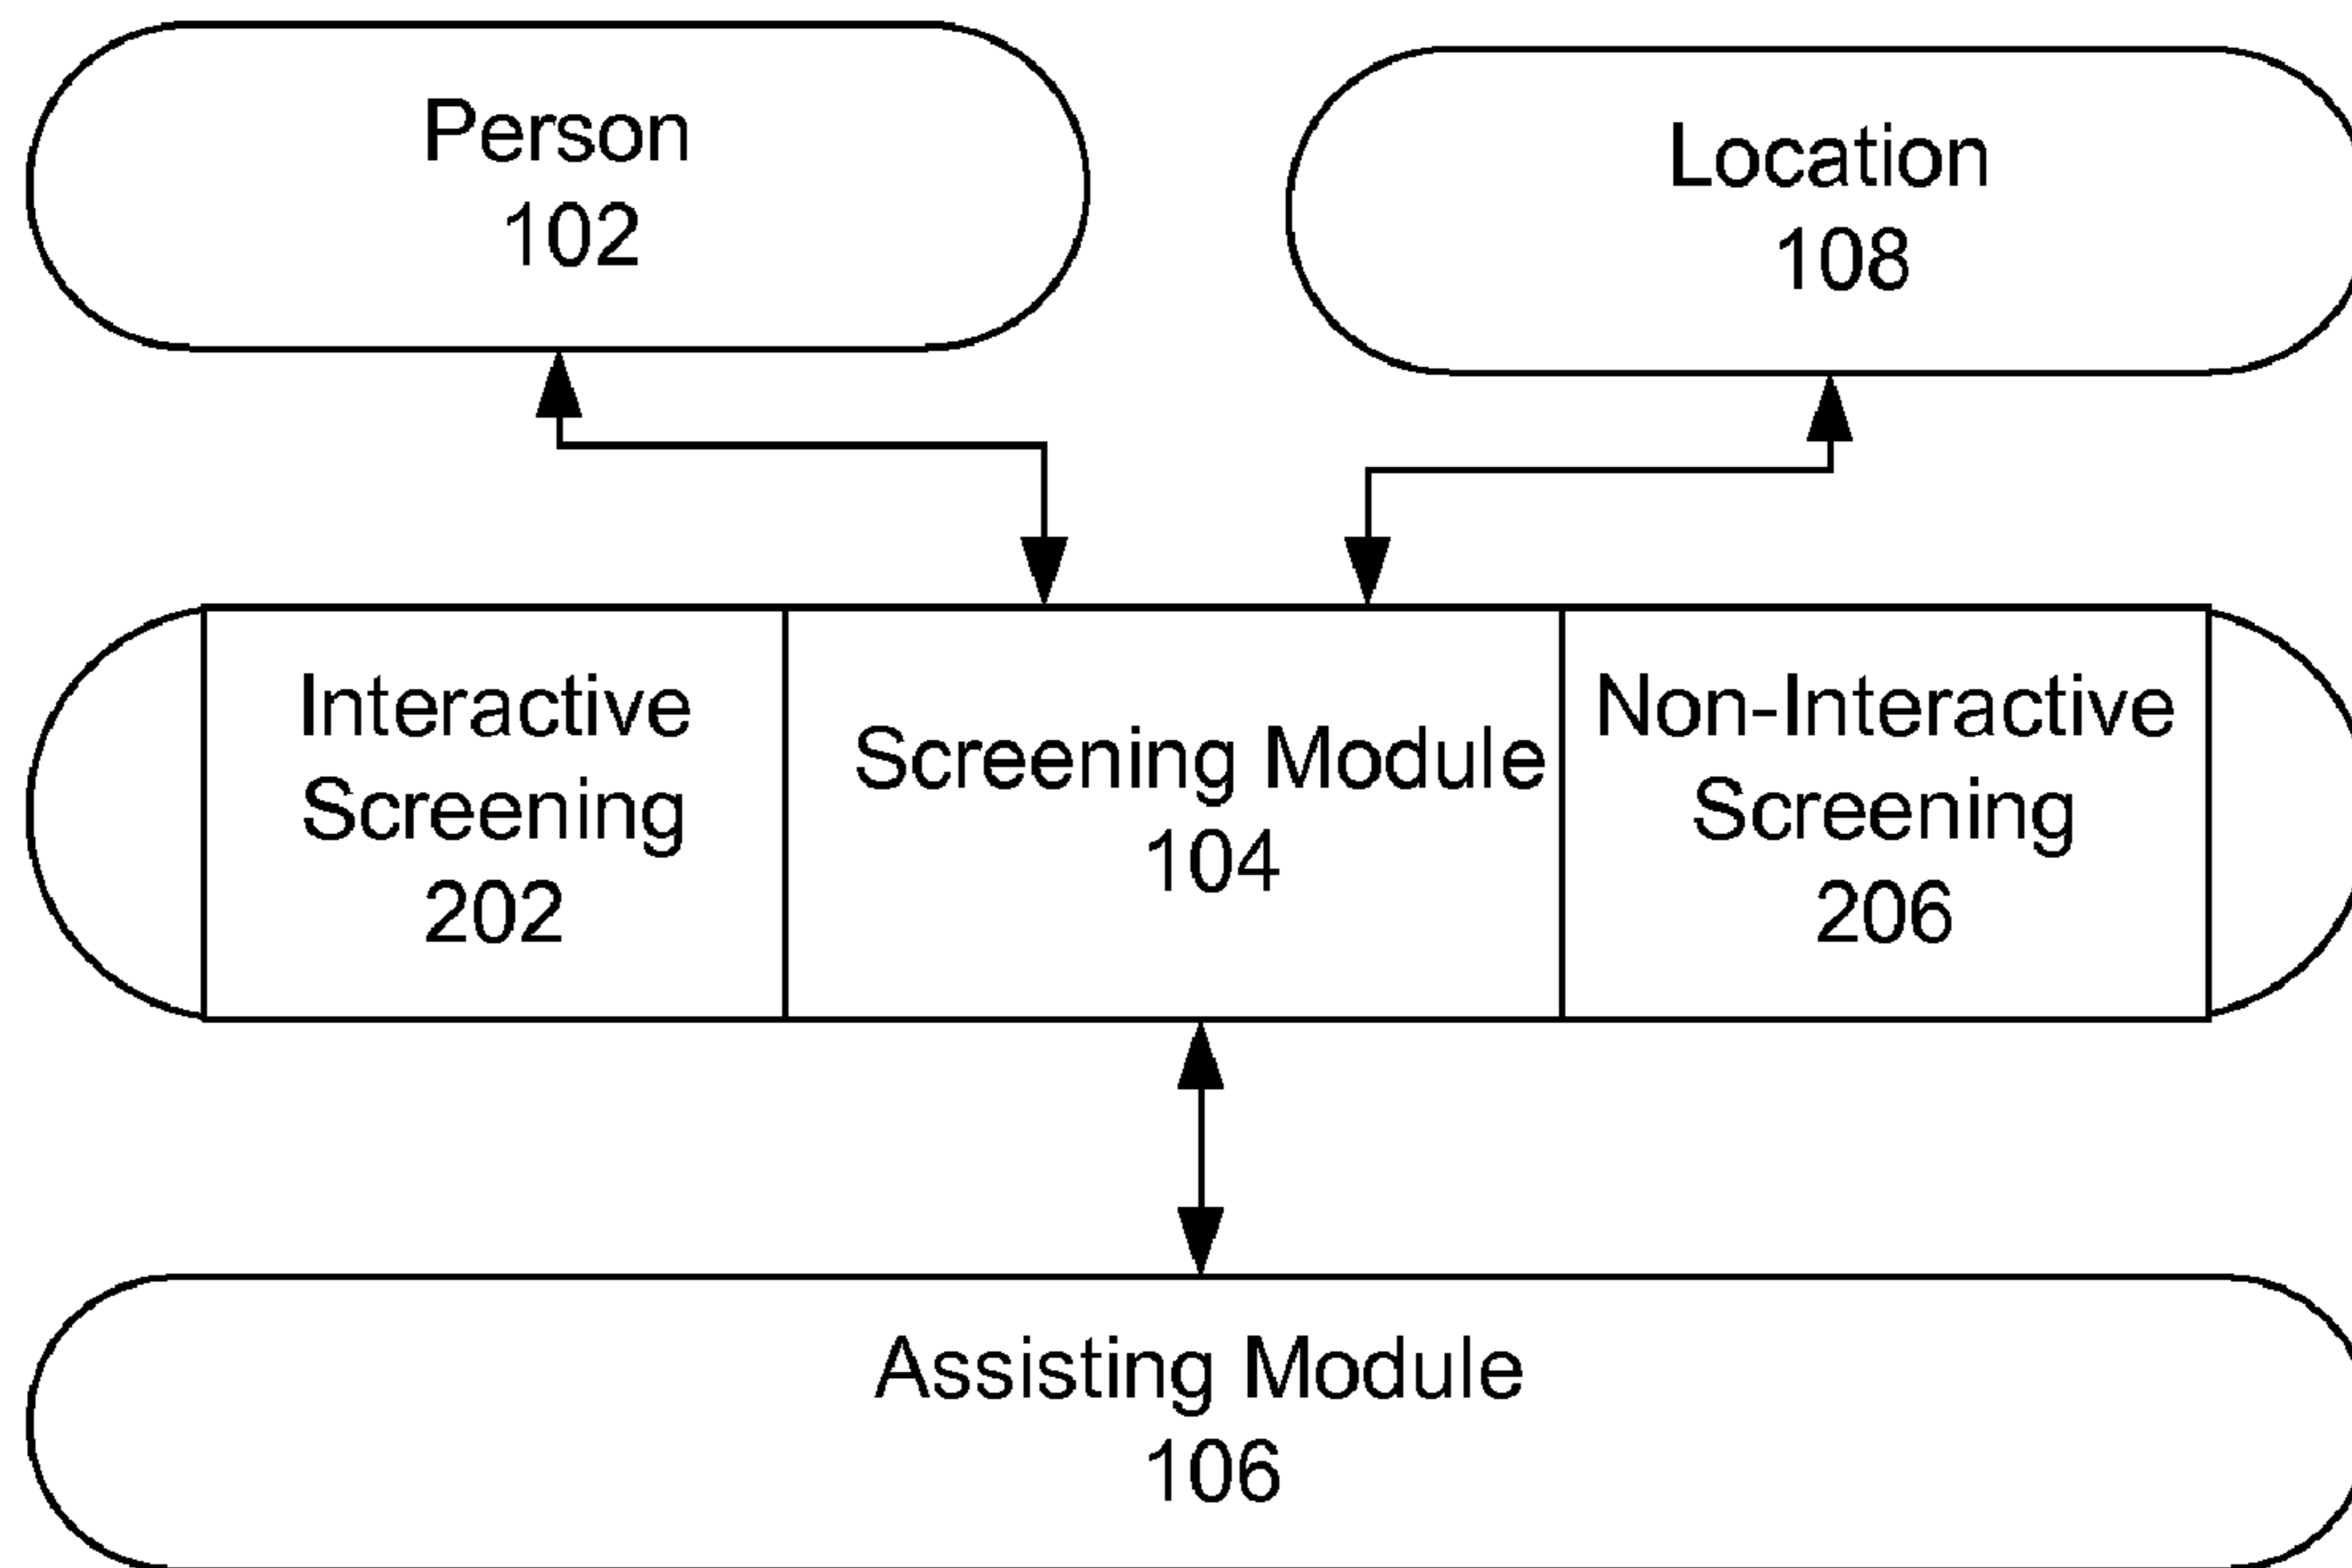 Person
102
Location
108
Interactive
Screening
202
Screening Module
104
Non-Interactive
Screening
206
Assisting Module
106